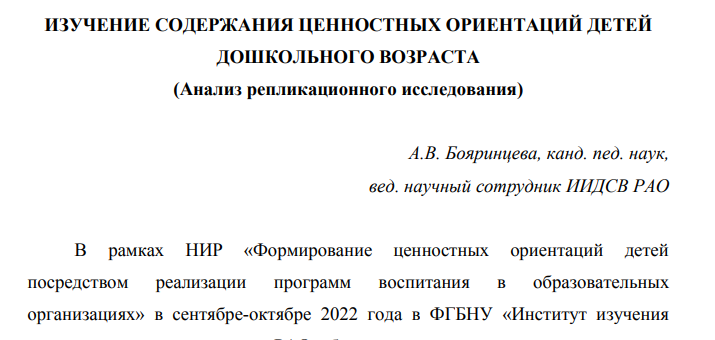 ИЗУЧЕНИЕ СОДЕРЖАНИЯ ЦЕННОСТНЫХ ОРИЕНТАЦИЙ ДЕТЕЙ
ДОШКОЛЬНОГО ВОЗРАСТА
(Анализ репликационного исследования)
А.В. Бояринцева, канд. пед. наук,
вед. научный сотрудник ИИДСВ РАО
В рамках НИР «Формирование ценностных ориентаций детей
посредством реализации программ воспитания в образовательных
организациях» в сентябре-октябре 2022 года в ФГБНУ «Институт изучения